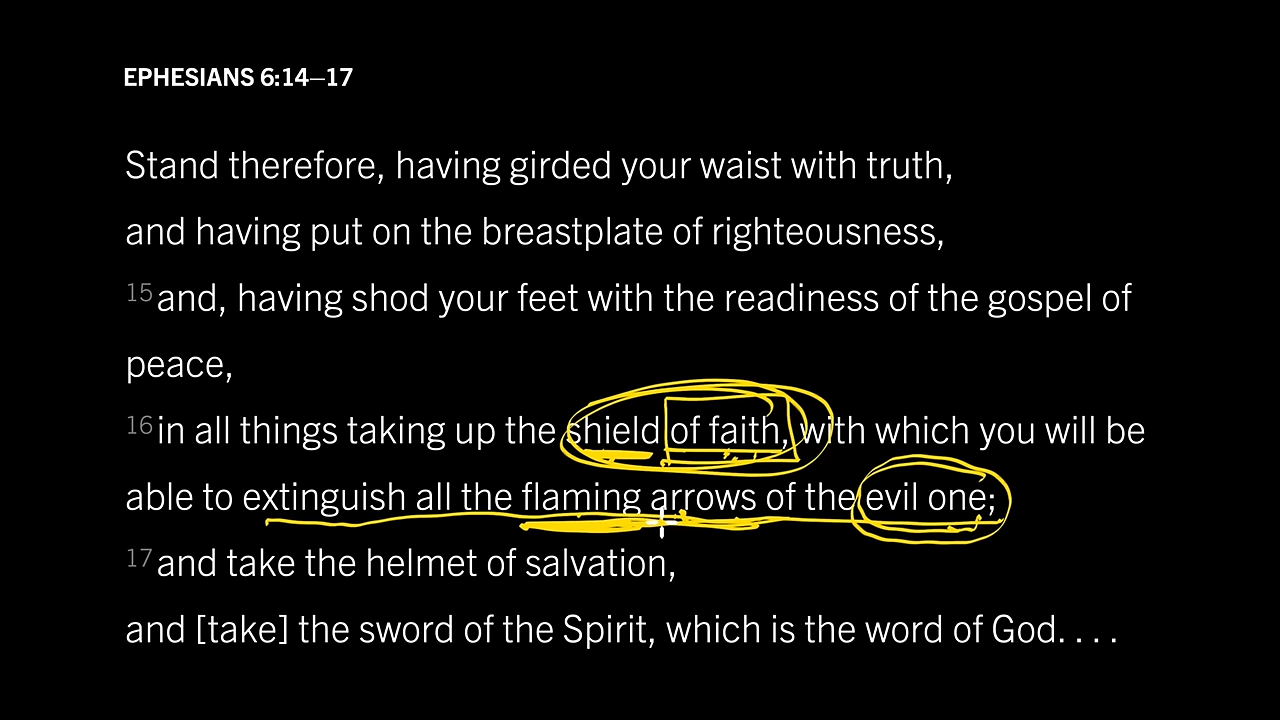 EPHESIANS 6:14–17
Stand therefore, having girded your waist with truth,
and having put on the breastplate of righteousness,
15 and, having shod your feet with the readiness of the gospel of
peace,
16 in all things taking up the shield of faith, with which you will be
able to extinguish all the flaming arrows of the evil one;
17 and take the helmet of salvation,
and [take] the sword of the Spirit, which is the word of God. . . .